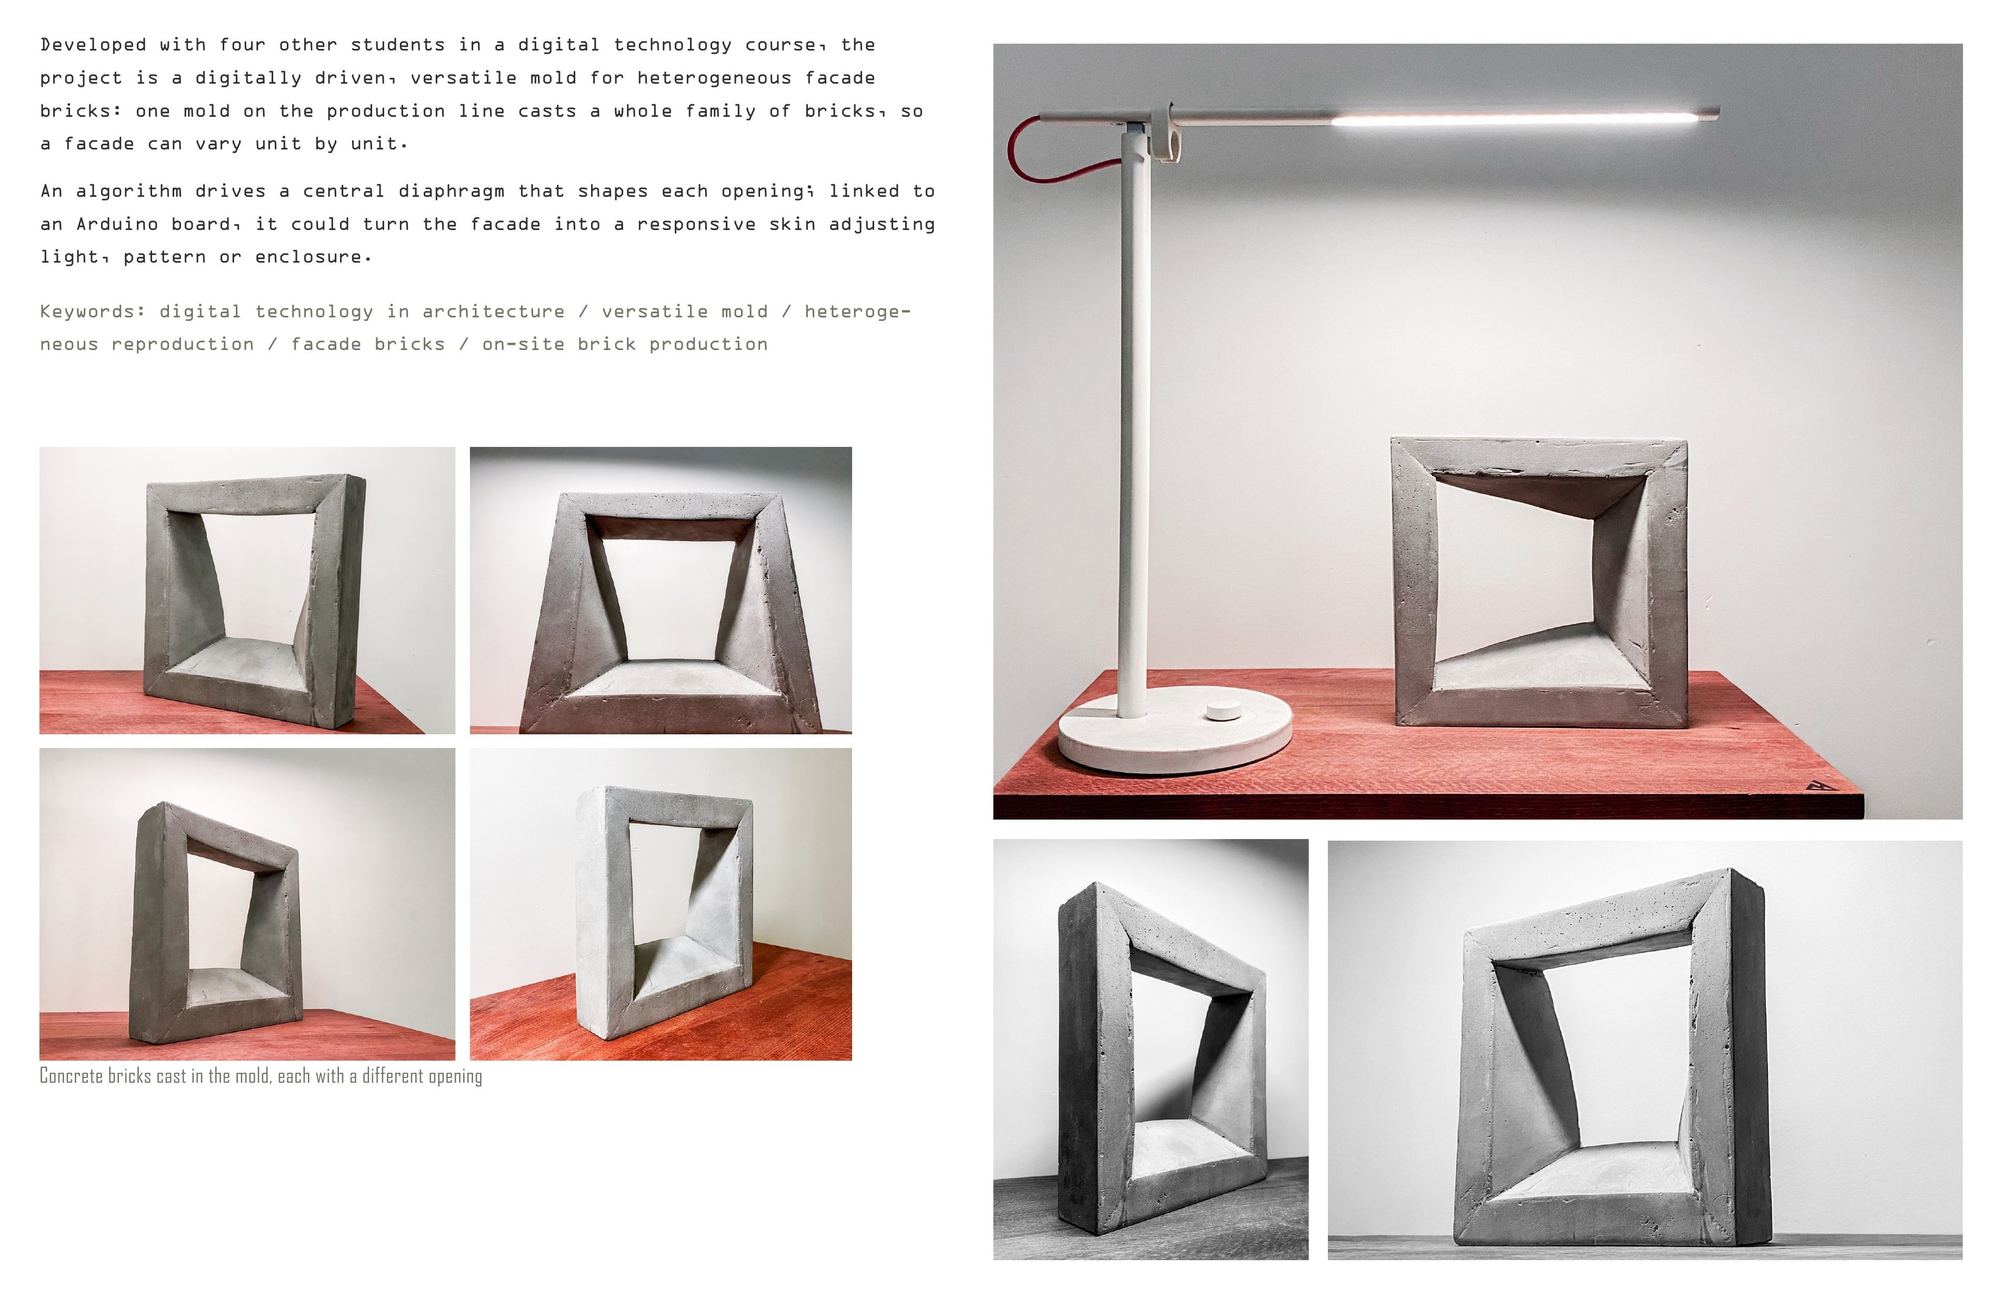 Developed with four other students in a digital technology course, the
project is a digitally driven, versatile mold for heterogeneous facade
bricks: one mold on the production line casts a whole family of bricks, so
a facade can vary unit by unit.
An algorithm drives a central diaphragm that shapes each opening; linked to
an Arduino board, it could turn the facade into a responsive skin adjusting
light, pattern or enclosure.
Keywords: digital technology in architecture / versatile mold / heteroge-
neous reproduction / facade bricks / on-site brick production
Concrete bricks cast in the mold, each with a different opening